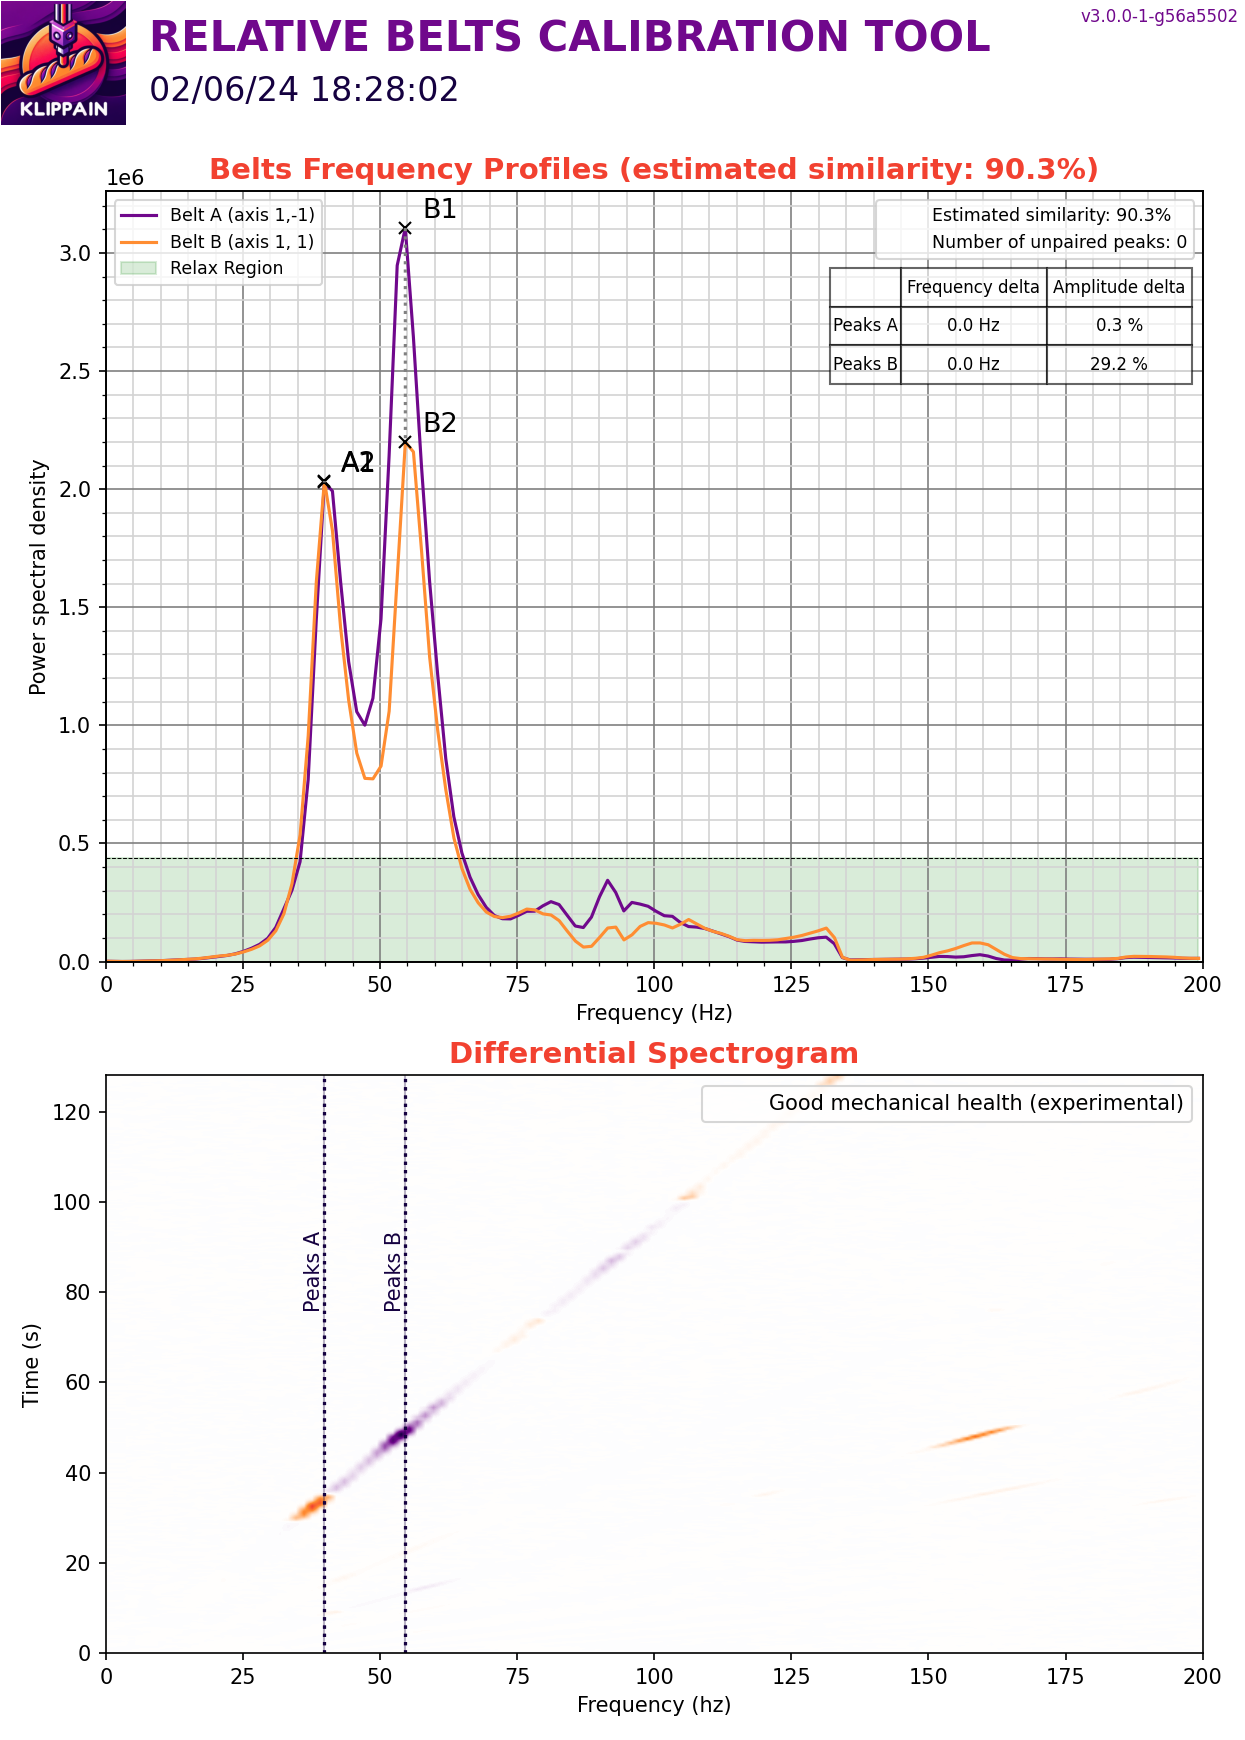 KLIPPAIN
RELATIVE BELTS CALIBRATION TOOL
v3.0.0-1-g56a5502
02/06/24 18:28:02
Belts Frequency Profiles (estimated similarity: 90.3%)
1e6
Belt A (axis 1,-1)
Belt B (axis 1, 1)
Relax Region
Estimated similarity: 90.3%
Number of unpaired peaks: 0
Frequency delta Amplitude delta
Peaks A 0.0 Hz 0.3 %
Peaks B 0.0 Hz 29.2 %
B1
B2
A1
A2
Power spectral density
3.0
2.5
2.0
1.5
1.0
0.5
0.0
0 25 50 75 100 125 150 175 200
Frequency (Hz)
Differential Spectrogram
Good mechanical health (experimental)
Peaks A
Peaks B
Time (s)
120
100
80
60
40
20
0
0 25 50 75 100 125 150 175 200
Frequency (hz)